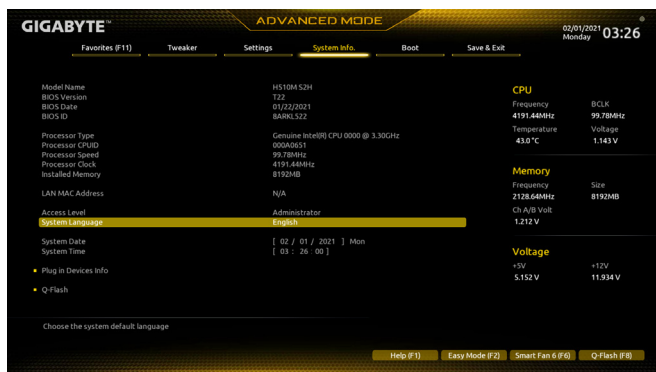 GIGABYTE™
ADVANCED MODE
02/01/2021
Monday
03:26
Favorites (F11) Tweaker Settings System Info. Boot Save & Exit
Model Name H510M S2H
BIOS Version T22
BIOS Date 01/22/2021
BIOS ID 8ARKL522
Processor Type Genuine Intel(R) CPU 0000 @ 3.30GHz
Processor CPUID 000A0651
Processor Speed 99.78MHz
Processor Clock 4191.44MHz
Installed Memory 8192MB
LAN MAC Address N/A
Access Level Administrator
System Language English
System Date [ 02 / 01 / 2021 ] Mon
System Time [ 03 : 26 : 00 ]
Plug in Devices Info
Q-Flash
CPU
Frequency BCLK
4191.44MHz 99.78MHz
Temperature Voltage
43.0 °C 1.143 V
Memory
Frequency Size
2128.64MHz 8192MB
Ch A/B Volt
1.212 V
Voltage
+5V +12V
5.152 V 11.934 V
Choose the system default language
Help (F1) Easy Mode (F2) Smart Fan 6 (F6) Q-Flash (F8)